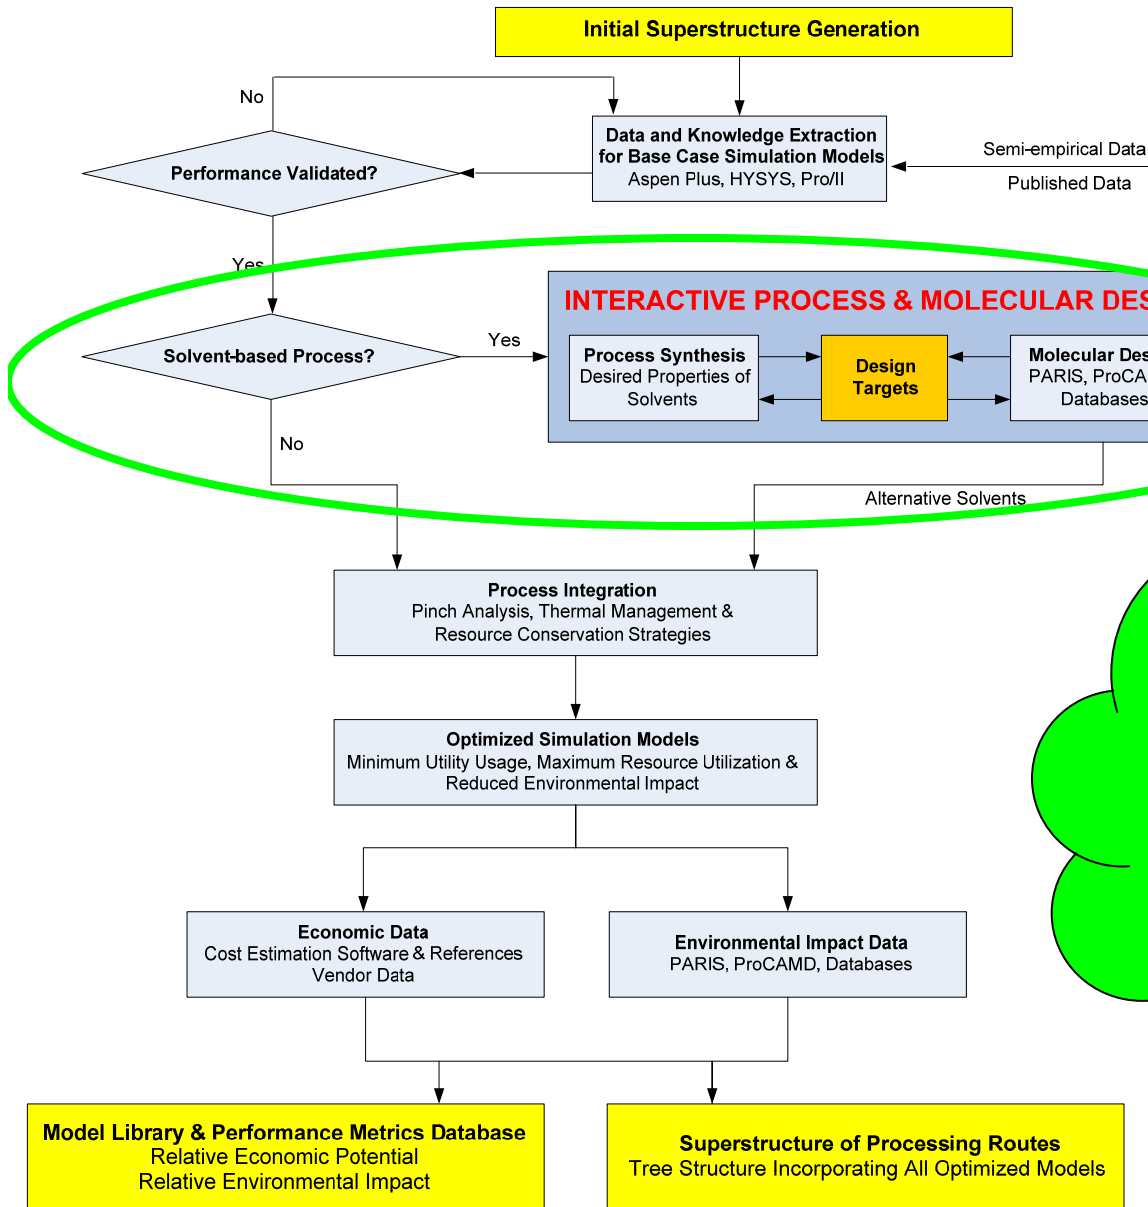 Initial Superstructure Generation
No
Data and Knowledge Extraction
for Base Case Simulation Models
Aspen Plus, HYSYS, Pro/II
Semi-empirical Data
Published Data
Performance Validated?
Yes
INTERACTIVE PROCESS & MOLECULAR DES
Solvent-based Process?
Yes
Process Synthesis
Desired Properties of
Solvents
Design
Targets
Molecular Des
PARIS, ProCA
Databases
No
Alternative Solvents
Process Integration
Pinch Analysis, Thermal Management &
Resource Conservation Strategies
Optimized Simulation Models
Minimum Utility Usage, Maximum Resource Utilization &
Reduced Environmental Impact
Economic Data
Cost Estimation Software & References
Vendor Data
Environmental Impact Data
PARIS, ProCAMD, Databases
Model Library & Performance Metrics Database
Relative Economic Potential
Relative Environmental Impact
Superstructure of Processing Routes
Tree Structure Incorporating All Optimized Models